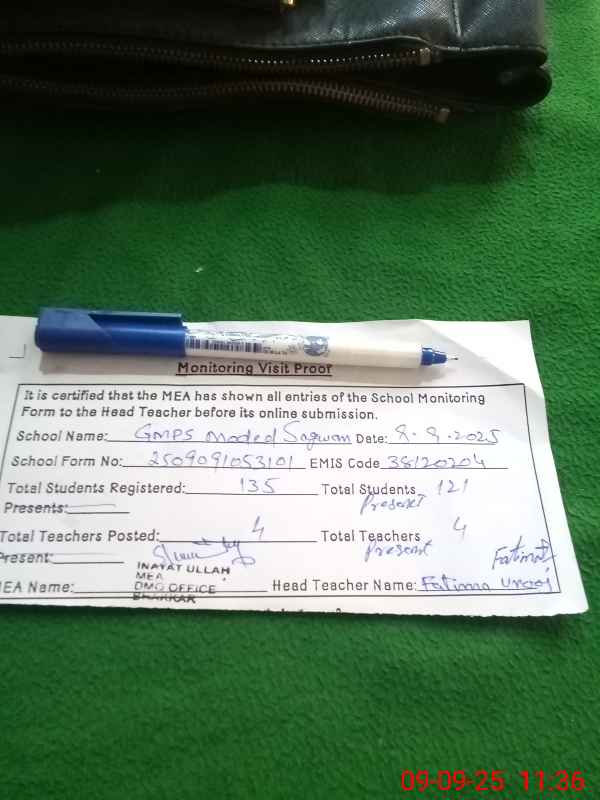 Monitoring Visit Proof
It is certified that the MEA has shown all entries of the School Monitoring
Form to the Head Teacher before its online submission.
School Name: GMPS Moded Sagwan Date: 9.9.2025
School Form No: 2509091053101 EMIS Code 38120204
Total Students Registered: 135 Total Students 121
Presents: Present
Total Teachers Posted: 4 Total Teachers 4
Present: Present Fatima
INAYAT ULLAH
MEA
DMO OFFICE
BHAKKAR
MEA Name: Head Teacher Name: Fatima
09-09-25 11:36